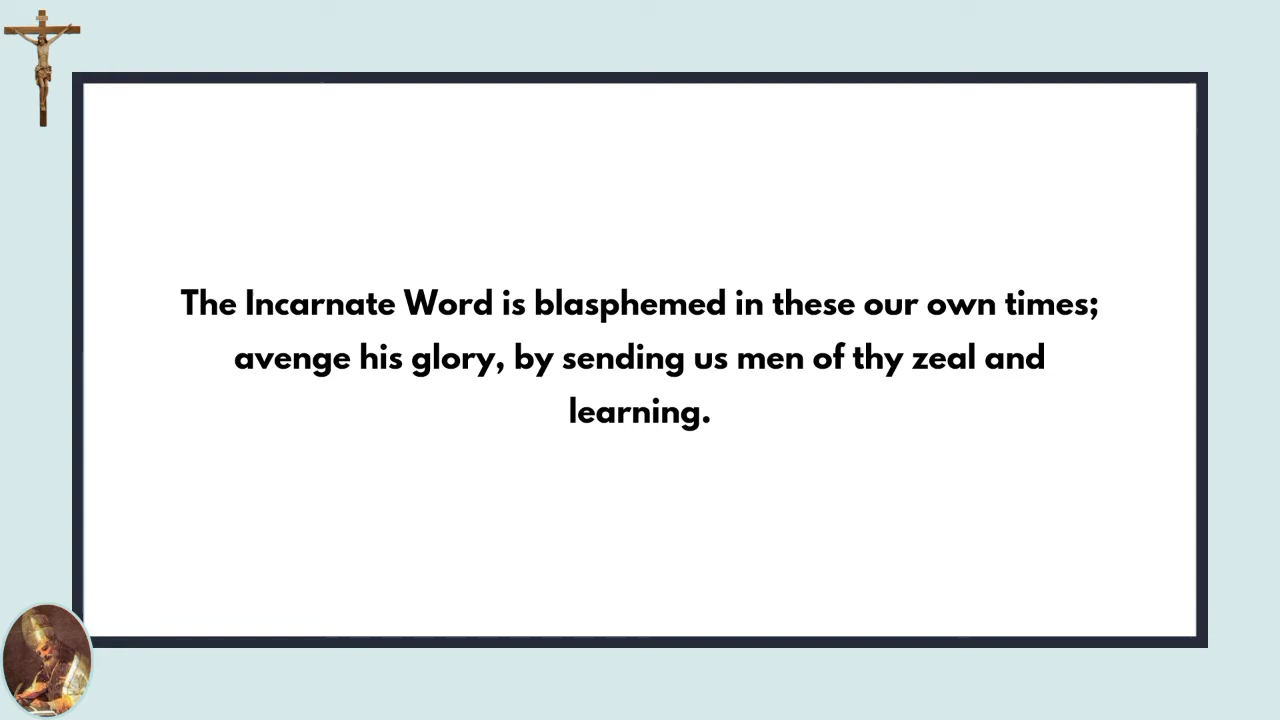 The Incarnate Word is blasphemed in these our own times;
avenge his glory, by sending us men of thy zeal and
learning.